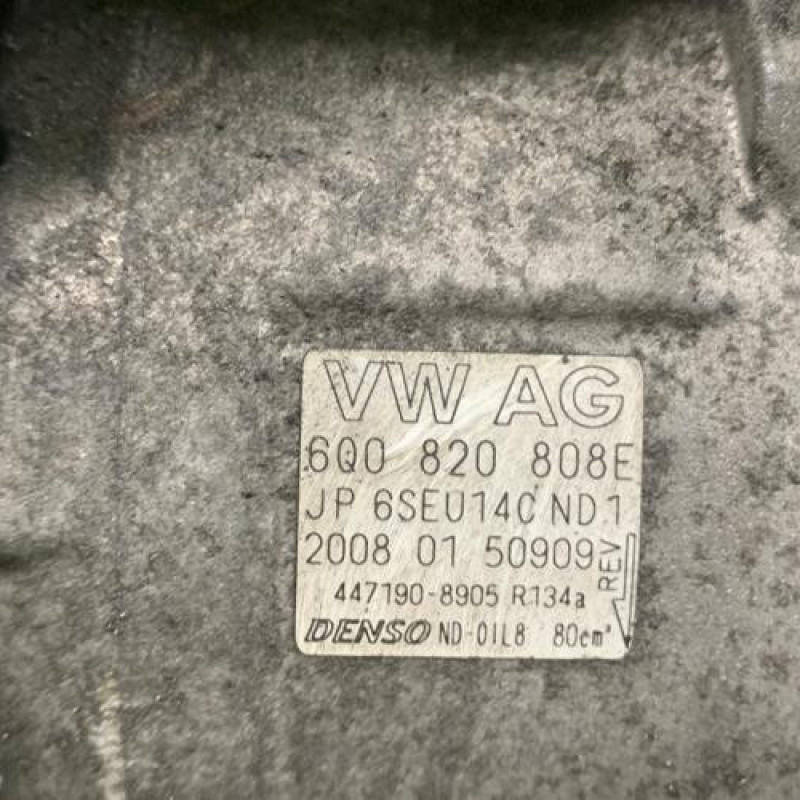 VW AG
6Q0 820 808E
JP 6SEU14C ND1
2008 01 50909
REV
447190-8905 R134a
DENSO ND-OIL8 80cm³